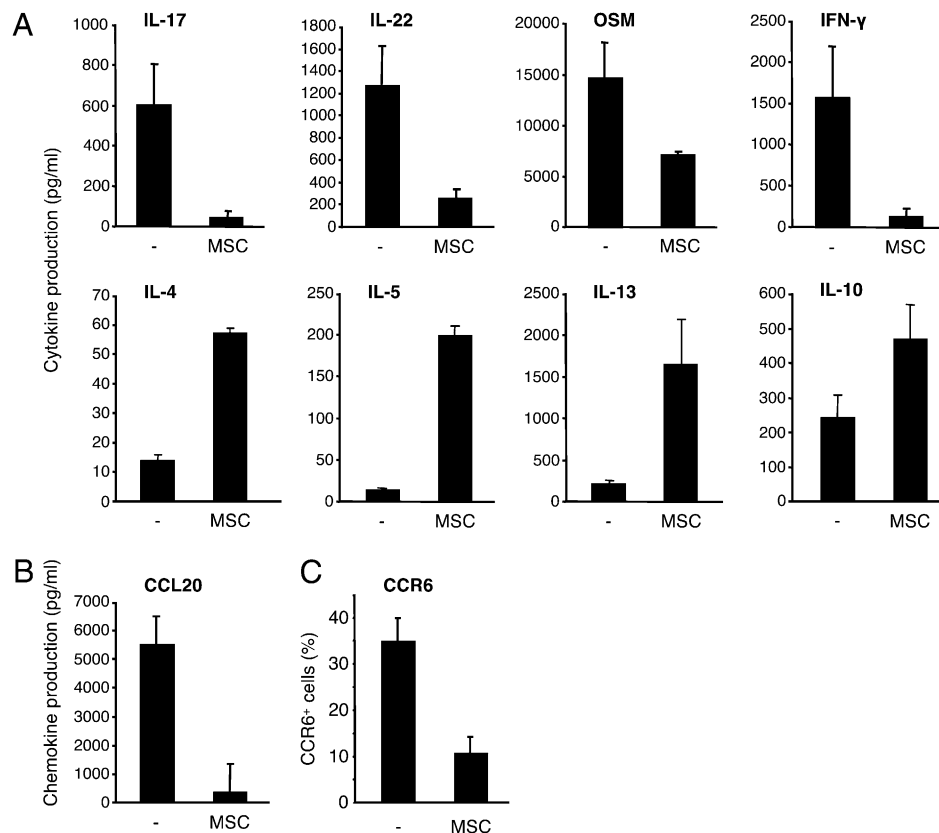 A
IL-17
IL-22
OSM
IFN-γ
Cytokine production (pg/ml)
1000
800
600
400
200
0
- MSC
1600
1400
1200
1000
800
600
400
200
0
- MSC
20000
15000
10000
5000
0
- MSC
2000
1500
1000
500
0
- MSC
IL-4
IL-5
IL-13
IL-10
70
60
50
40
30
20
10
0
- MSC
250
200
150
100
50
0
- MSC
2500
2000
1500
1000
500
0
- MSC
600
500
400
300
200
100
0
- MSC
B
CCL20
Chemokine production (pg/ml)
7000
6000
5000
4000
3000
2000
1000
0
- MSC
C
CCR6
CCR6+ cells (%)
40
30
20
10
0
- MSC